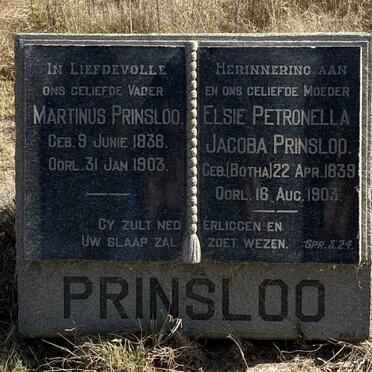 In Liefdevolle
ons geliefde Vader
Martinus Prinsloo
Geb. 9 Junie 1838.
Oorl. 31 Jan. 1903.
Herinnering aan
en ons geliefde Moeder
Elsie Petronella
Jacoba Prinsloo.
Geb. (Botha) 22 Apr. 1839
Oorl. 16 Aug. 1903.
Gy zult nederliggen en
Uw slaap zal zoet wezen. Spr. 3.24.
PRINSLOO